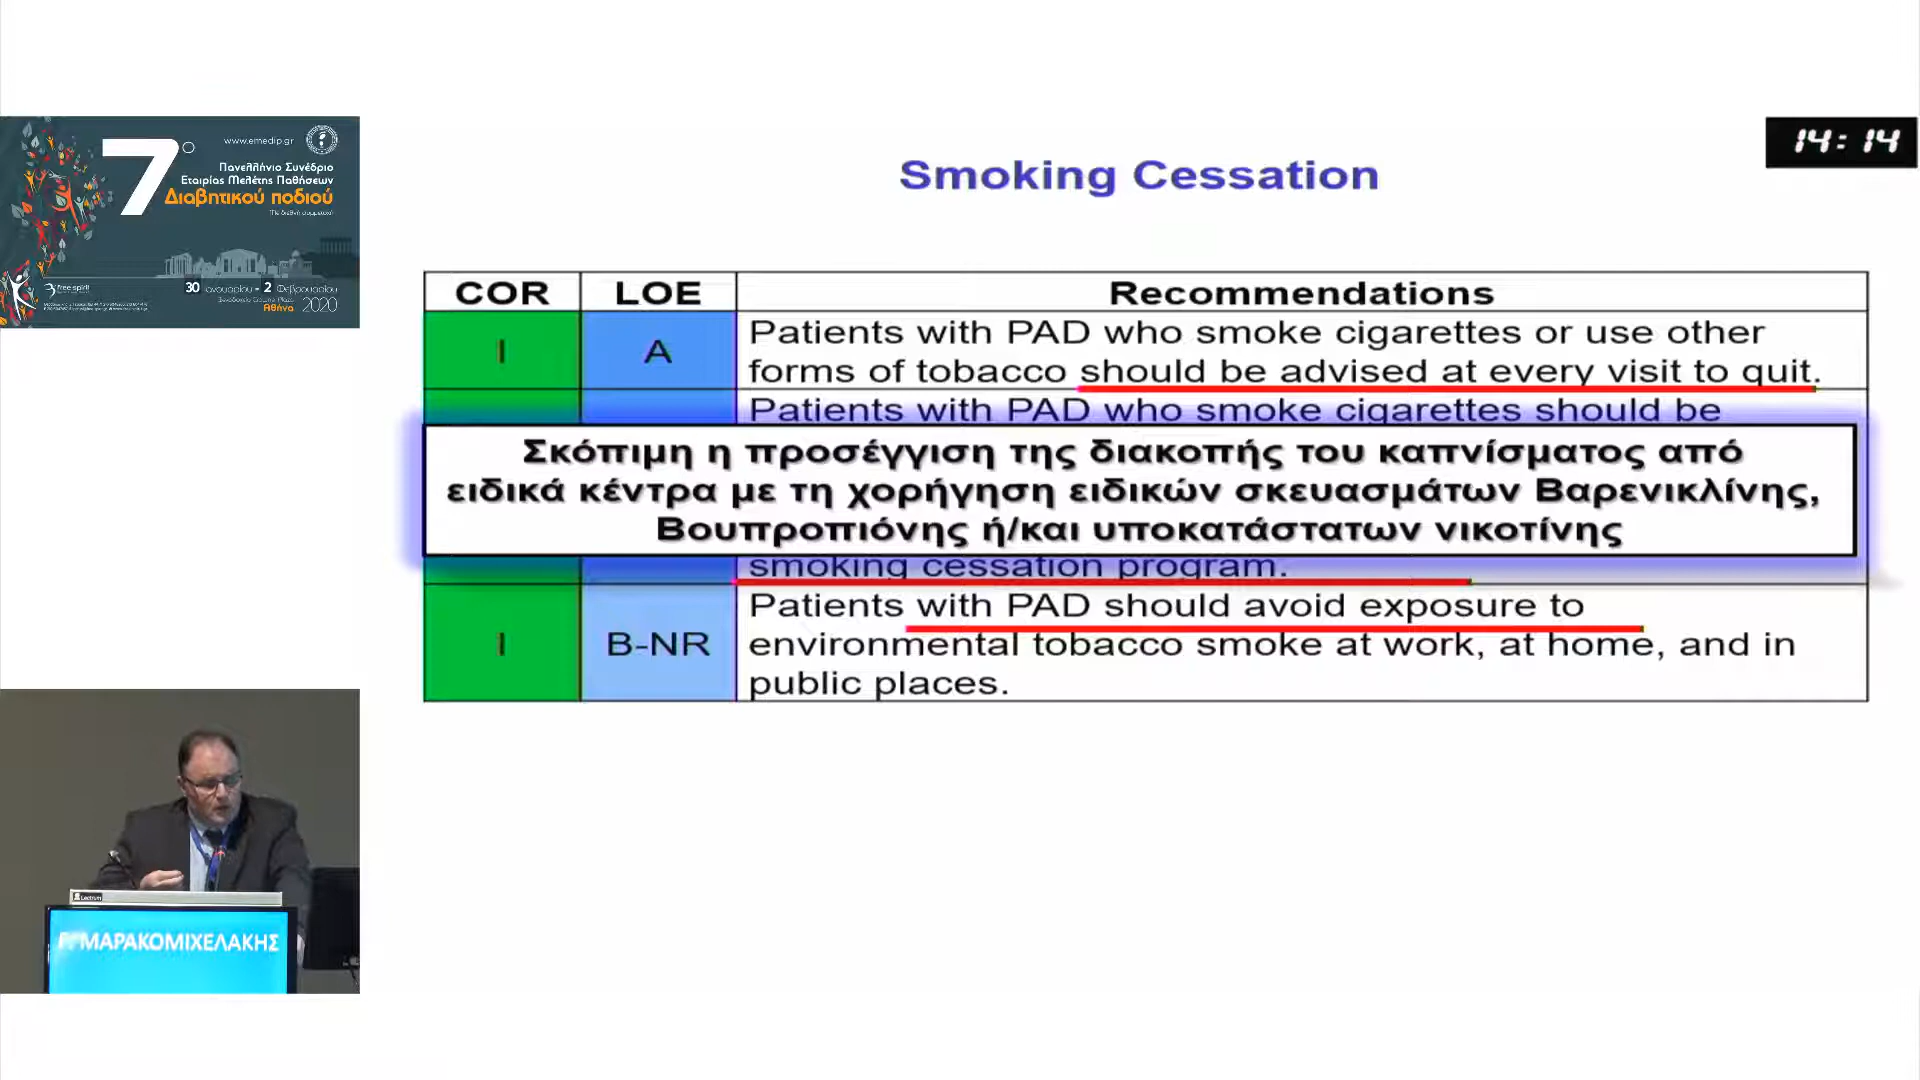 7°
www.emedip.gr
Πανελλήνιο Συνέδριο
Εταιρίας Μελέτης Παθήσεων
Διαβητικού ποδιού
free spirit
30 Ιανουαρίου - 2 Φεβρουαρίου
Αθήνα 2020
14:14
Smoking Cessation
COR LOE Recommendations
I A Patients with PAD who smoke cigarettes or use other
forms of tobacco should be advised at every visit to quit.
Patients with PAD who smoke cigarettes should be
Σκόπιμη η προσέγγιση της διακοπής του καπνίσματος από
ειδικά κέντρα με τη χορήγηση ειδικών σκευασμάτων Βαρενικλίνης,
Βουπροπιόνης ή/και υποκατάστατων νικοτίνης
smoking cessation program.
I B-NR Patients with PAD should avoid exposure to
environmental tobacco smoke at work, at home, and in
public places.
ΜΑΡΑΚΟΜΙΧΕΛΑΚΗΣ